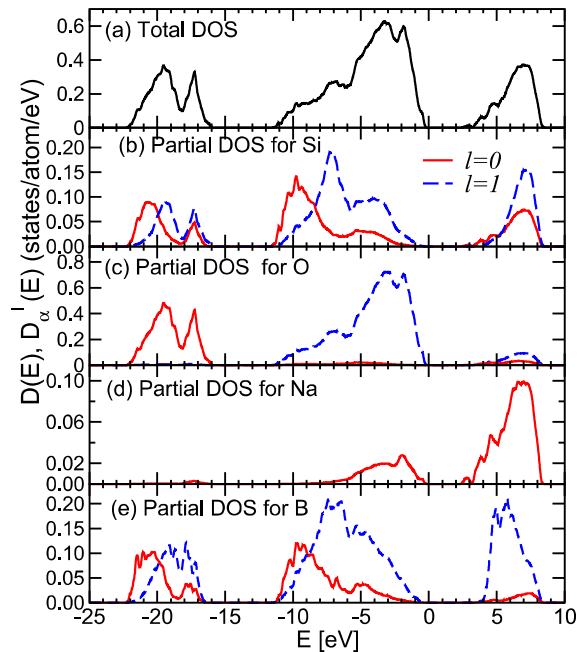 (a) Total DOS
0.6
0.4
0.2
0
(b) Partial DOS for Si
l=0
l=1
0.20
0.15
0.10
0.05
0.00
(c) Partial DOS for O
0.8
0.6
0.4
0.2
0
(d) Partial DOS for Na
0.10
0.06
0.02
0.00
(e) Partial DOS for B
0.20
0.15
0.10
0.05
0.00
−25 −20 −15 −10 −5 0 5 10
E [eV]
D(E), D_α^l (E) (states/atom/eV)